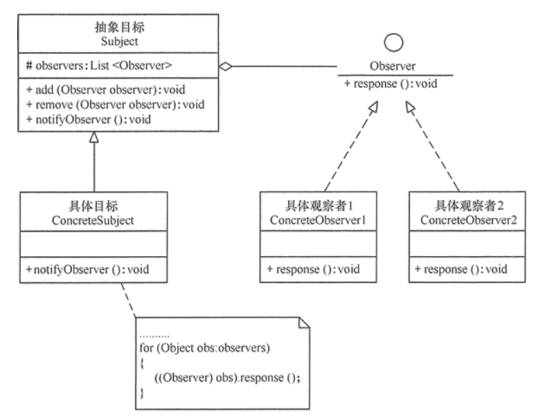 抽象目标
Subject
# observers:List <Observer>
+ add (Observer observer):void
+ remove (Observer observer):void
+ notifyObserver ():void
Observer
+ response ():void
具体目标
ConcreteSubject
+notifyObserver ():void
具体观察者1
ConcreteObserver1
+ response ():void
具体观察者2
ConcreteObserver2
+ response ():void
..........
for (Object obs:observers)
{
((Observer) obs).response ();
}